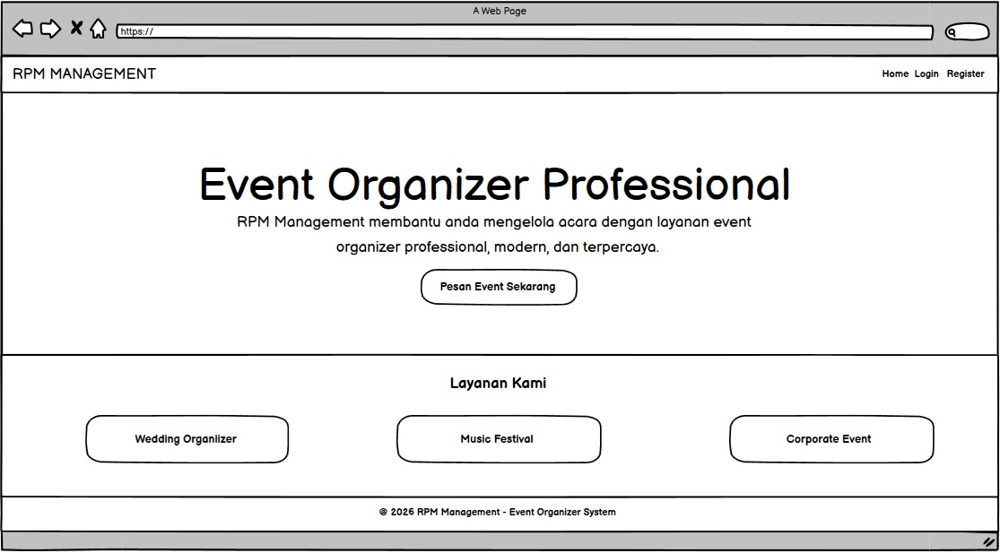 A Web Page
https://
RPM MANAGEMENT
Home Login Register
Event Organizer Professional
RPM Management membantu anda mengelola acara dengan layanan event
organizer professional, modern, dan terpercaya.
Pesan Event Sekarang
Layanan Kami
Wedding Organiizer
Music Festival
Corporate Event
@ 2026 RPM Management - Event Organizer System